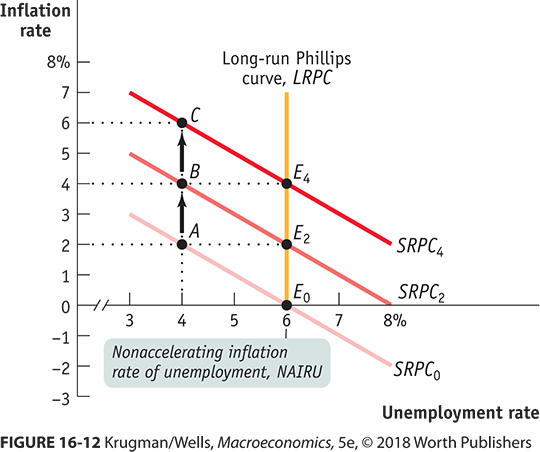 Inflation
rate
Long-run Phillips
curve, LRPC
8%
7
6
5
4
3
2
1
0
–1
–2
–3
C
B
A
E4
E2
E0
SRPC4
SRPC2
SRPC0
3 4 5 6 7 8%
Nonaccelerating inflation
rate of unemployment, NAIRU
Unemployment rate
FIGURE 16-12 Krugman/Wells, Macroeconomics, 5e, © 2018 Worth Publishers